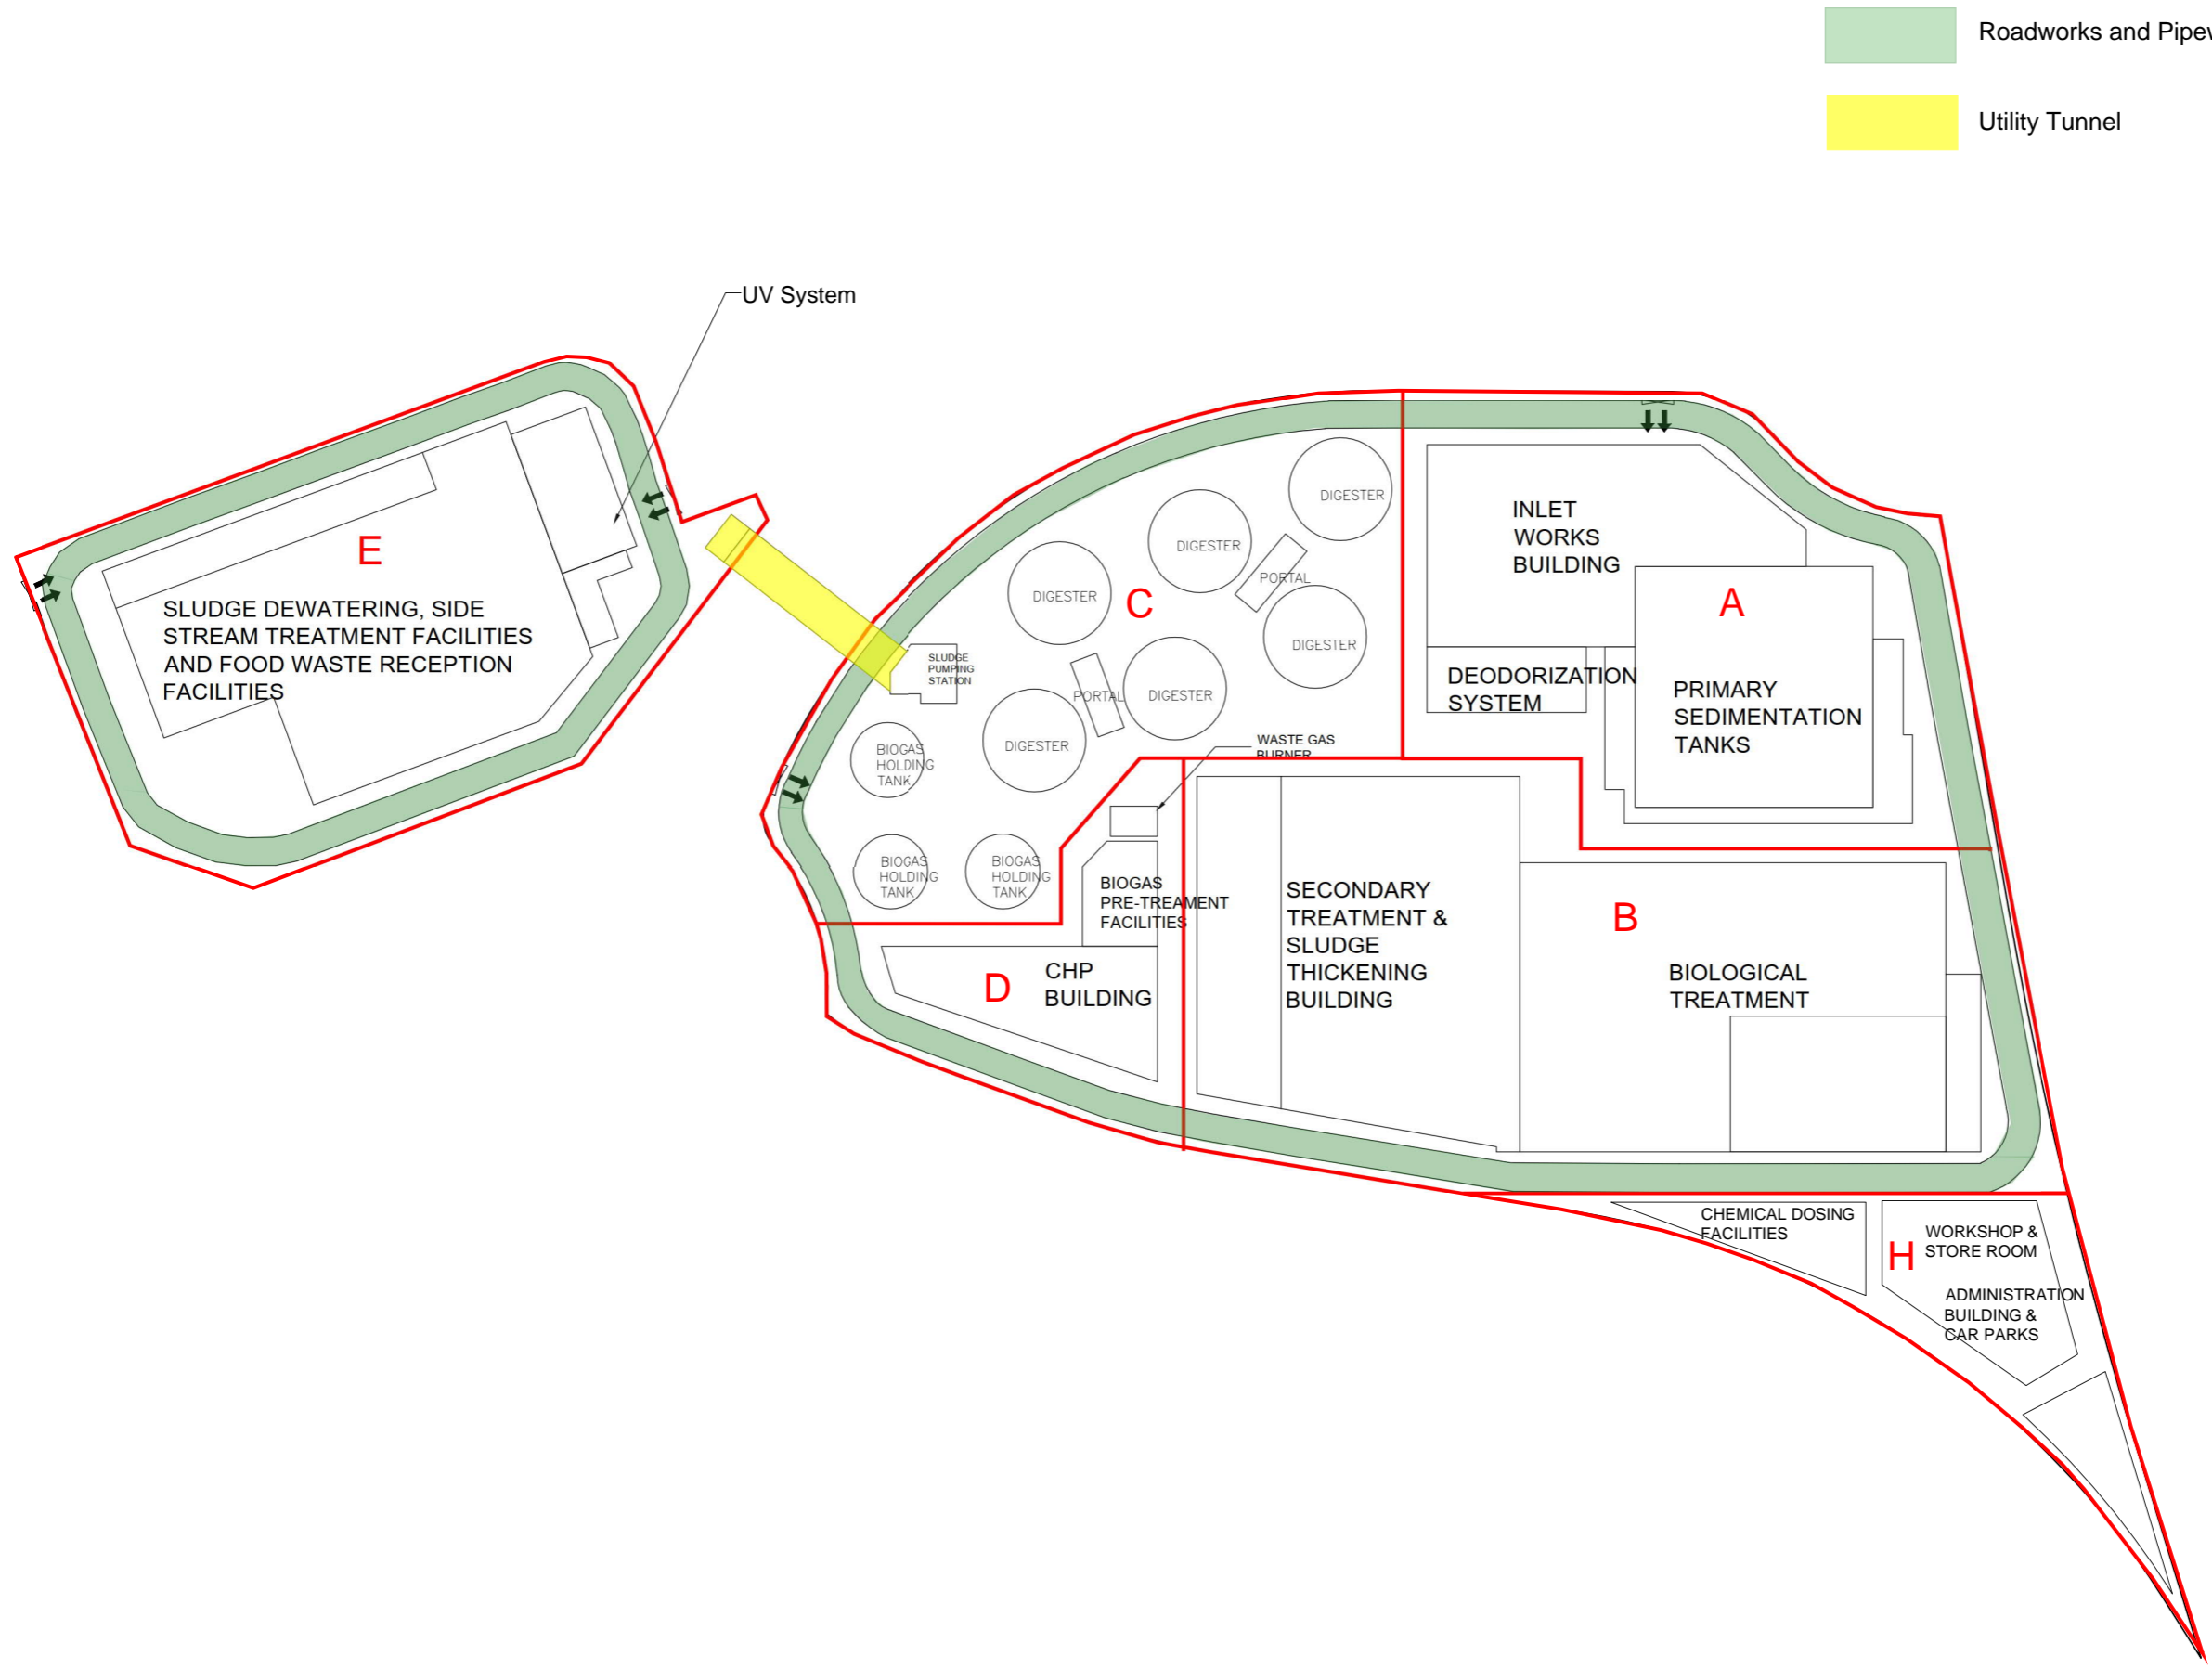 Roadworks and Pipew
Utility Tunnel
UV System
E
SLUDGE DEWATERING, SIDE
STREAM TREATMENT FACILITIES
AND FOOD WASTE RECEPTION
FACILITIES
DIGESTER
DIGESTER
PORTAL
DIGESTER
C
DIGESTER
SLUDGE
PUMPING
STATION
PORTAL
DIGESTER
DIGESTER
BIOGAS
HOLDING
TANK
WASTE GAS
BURNER
BIOGAS
HOLDING
TANK
BIOGAS
HOLDING
TANK
INLET
WORKS
BUILDING
A
DEODORIZATION
SYSTEM
PRIMARY
SEDIMENTATION
TANKS
BIOGAS
PRE-TREAMENT
FACILITIES
D
CHP
BUILDING
SECONDARY
TREATMENT &
SLUDGE
THICKENING
BUILDING
B
BIOLOGICAL
TREATMENT
CHEMICAL DOSING
FACILITIES
H
WORKSHOP &
STORE ROOM
ADMINISTRATION
BUILDING &
CAR PARKS